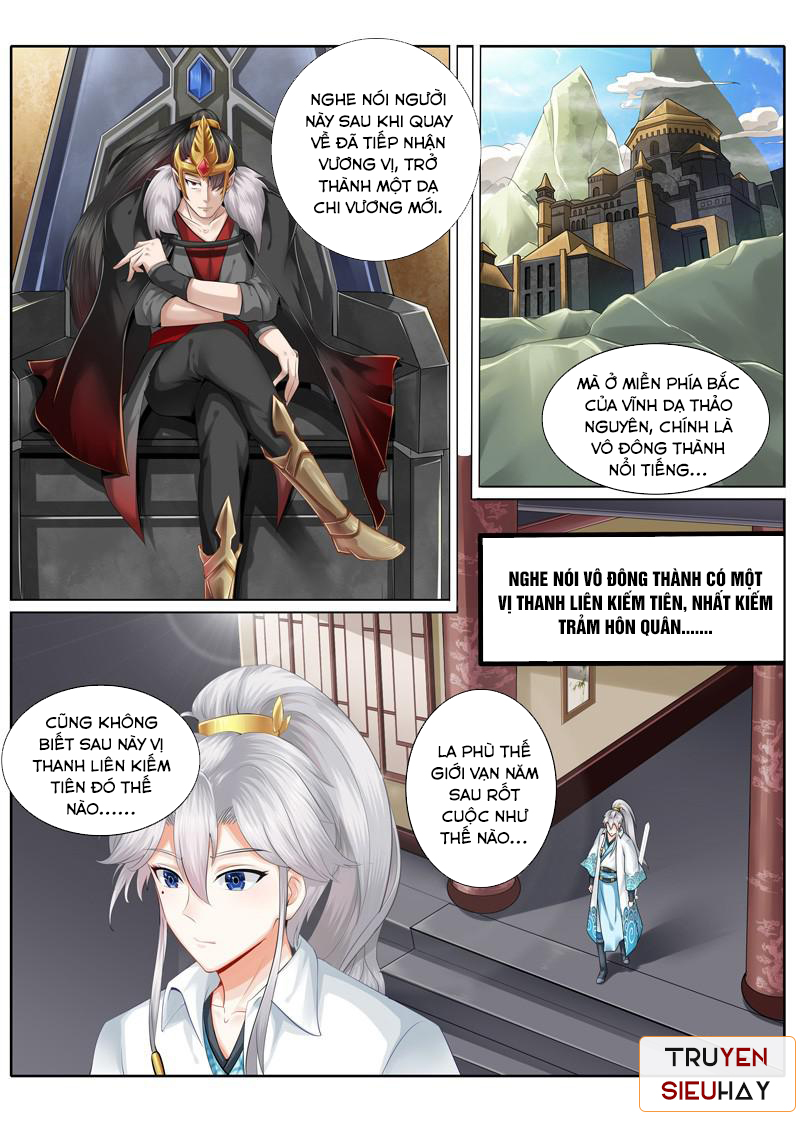 NGHE NÓI NGƯỜI
NÀY SAU KHI QUAY
VỀ ĐÃ TIẾP NHẬN
VƯƠNG VỊ, TRỞ
THÀNH MỘT DẠ
CHI VƯƠNG MỚI.
MÀ Ở MIỀN PHÍA BẮC
CỦA VĨNH DẠ THẢO
NGUYÊN, CHÍNH LÀ
VÔ ĐÔNG THÀNH
NỔI TIẾNG...
NGHE NÓI VÔ ĐÔNG THÀNH CÓ MỘT
VỊ THANH LIÊN KIẾM TIÊN, NHẤT KIẾM
TRẢM HÔN QUÂN.......
CŨNG KHÔNG
BIẾT SAU NÀY VỊ
THANH LIÊN KIẾM
TIÊN ĐÓ THẾ
NÀO......
LA PHÙ THẾ
GIỚI VẠN NĂM
SAU RỐT
CUỘC NHƯ
THẾ NÀO...
TRUYEN
SIEUHAY